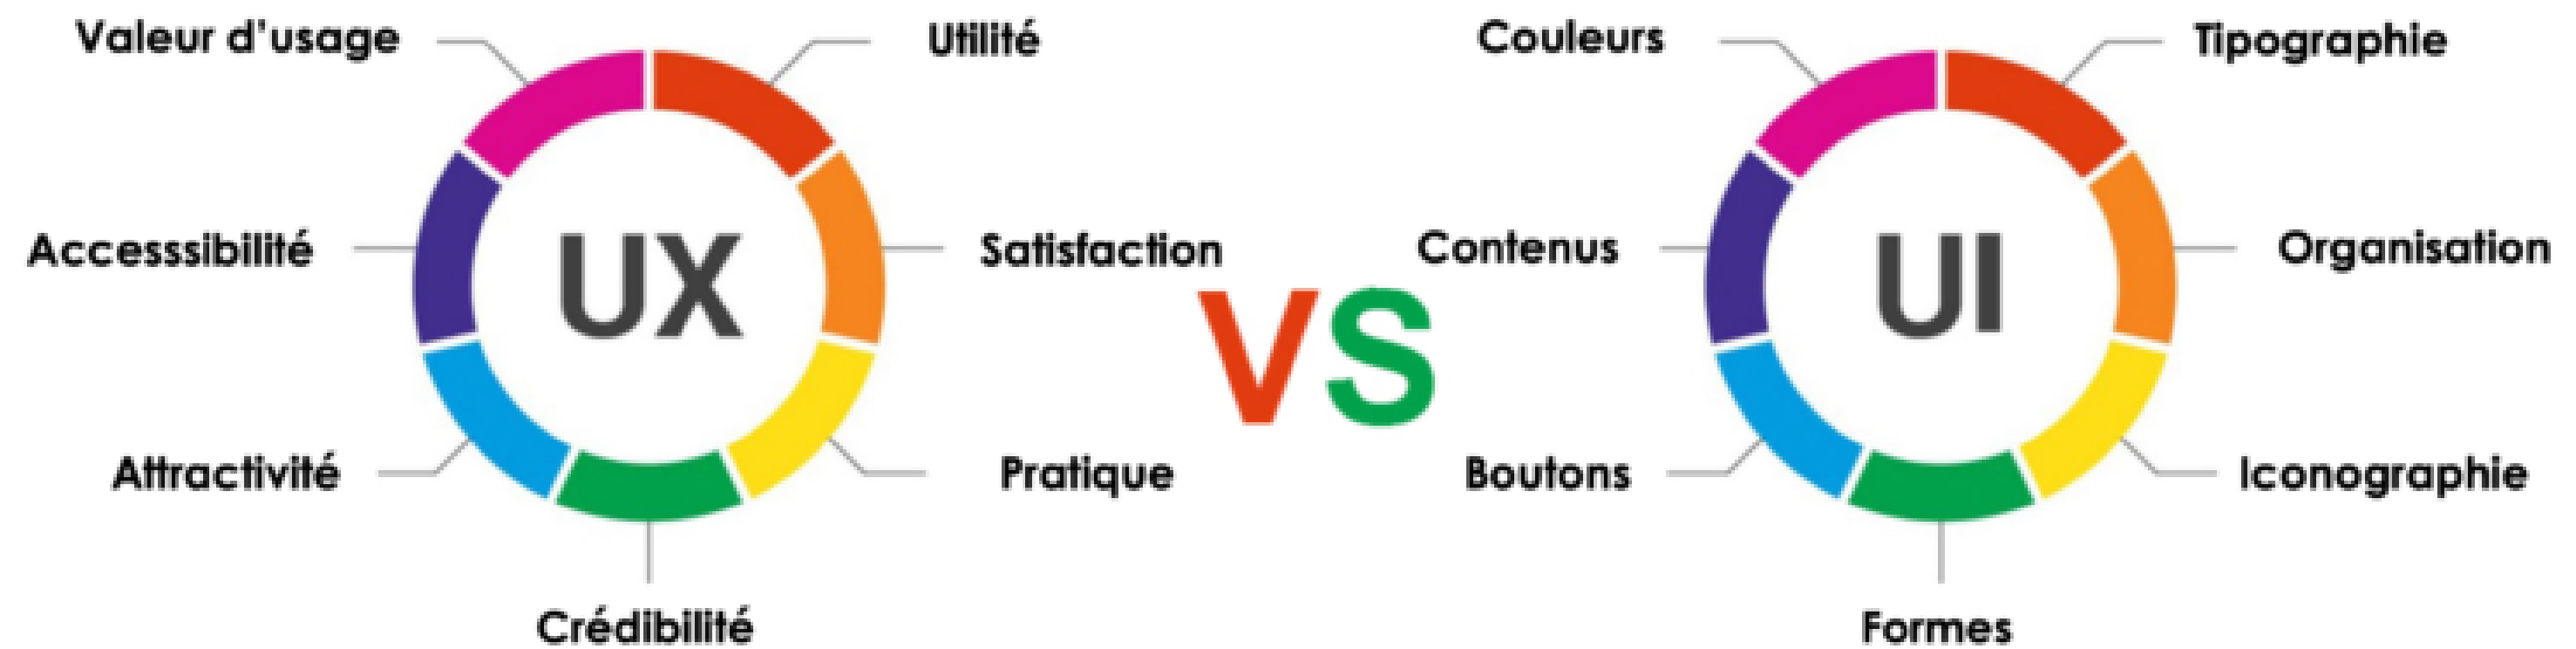 Valeur d'usage
Utilité
Accesssibilité
UX
Satisfaction
Attractivité
Pratique
Crédibilité
VS
Couleurs
Tipographie
Contenus
UI
Organisation
Boutons
Iconographie
Formes